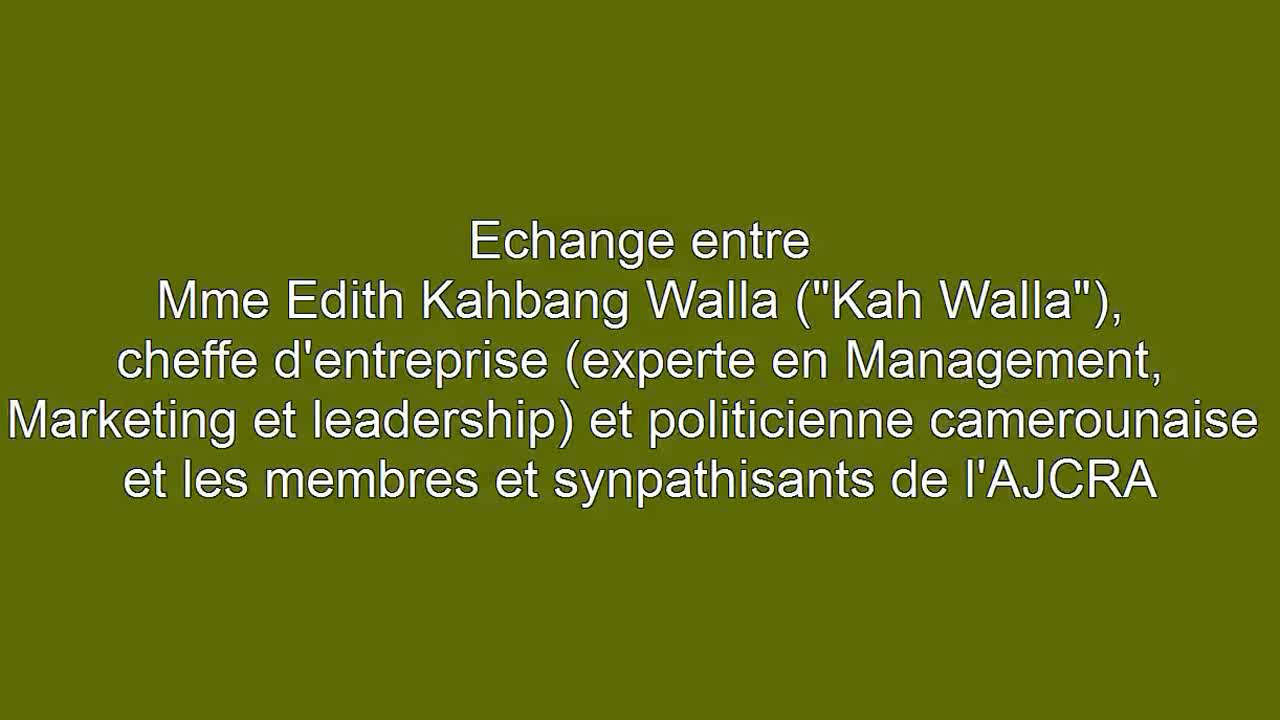 Echange entre
Mme Edith Kahbang Walla ("Kah Walla"),
cheffe d'entreprise (experte en Management,
Marketing et leadership) et politicienne camerounaise
et les membres et synpathisants de l'AJCRA